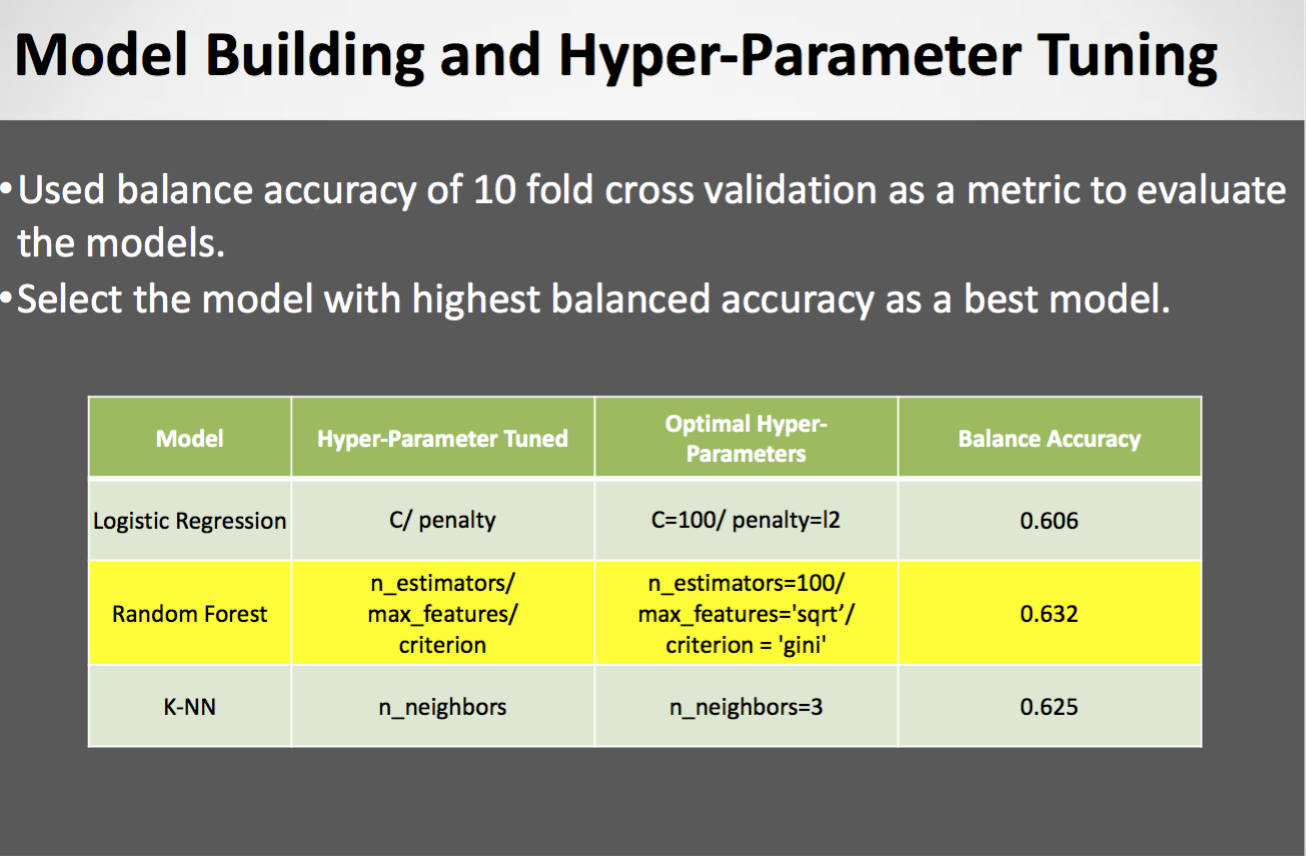 Model Building and Hyper-Parameter Tuning
•Used balance accuracy of 10 fold cross validation as a metric to evaluate
the models.
•Select the model with highest balanced accuracy as a best model.
Model
Hyper-Parameter Tuned
Optimal Hyper-
Parameters
Balance Accuracy
Logistic Regression
C/ penalty
C=100/ penalty=l2
0.606
Random Forest
n_estimators/
max_features/
criterion
n_estimators=100/
max_features='sqrt’/
criterion = 'gini'
0.632
K-NN
n_neighbors
n_neighbors=3
0.625